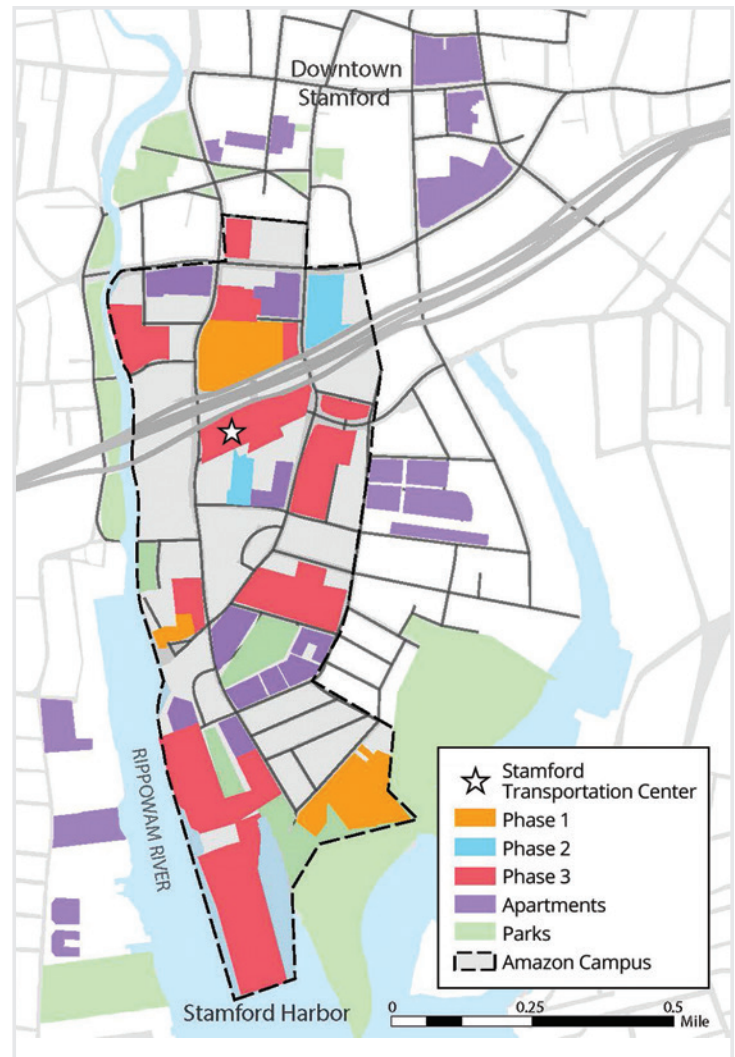 Downtown
Stamford
RIPPOWAM RIVER
Stamford
Transportation Center
Phase 1
Phase 2
Phase 3
Apartments
Parks
Amazon Campus
Stamford Harbor
0 0.25 0.5
Mile